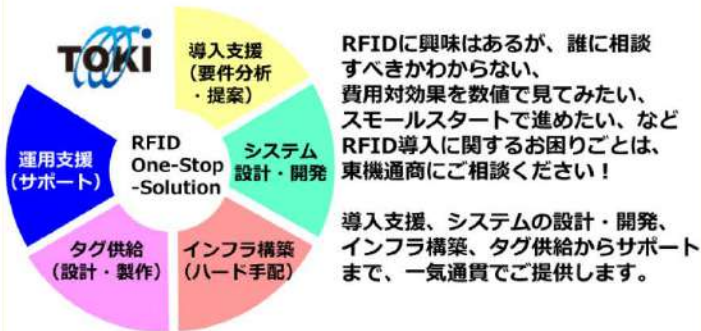 TOKi
導入支援
(要件分析
・提案)
システム
設計・開発
インフラ構築
(ハード手配)
タグ供給
(設計・製作)
運用支援
(サポート)
RFID
One-Stop
-Solution
RFIDに興味はあるが、誰に相談
すべきかわからない、
費用対効果を数値で見てみたい、
スモールスタートで進めたい、など
RFID導入に関するお困りごとは、
東機通商にご相談ください！
導入支援、システムの設計・開発、
インフラ構築、タグ供給からサポート
まで、一気通貫でご提供します。